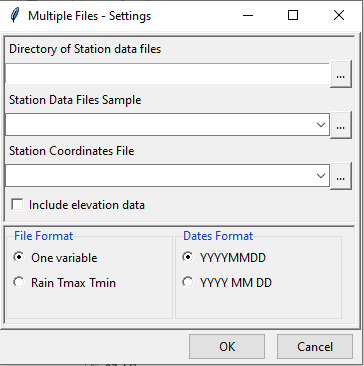 Multiple Files - Settings
Directory of Station data files
...
Station Data Files Sample
...
Station Coordinates File
...
Include elevation data
File Format
One variable
Rain Tmax Tmin
Dates Format
YYYYMMDD
YYYY MM DD
OK
Cancel